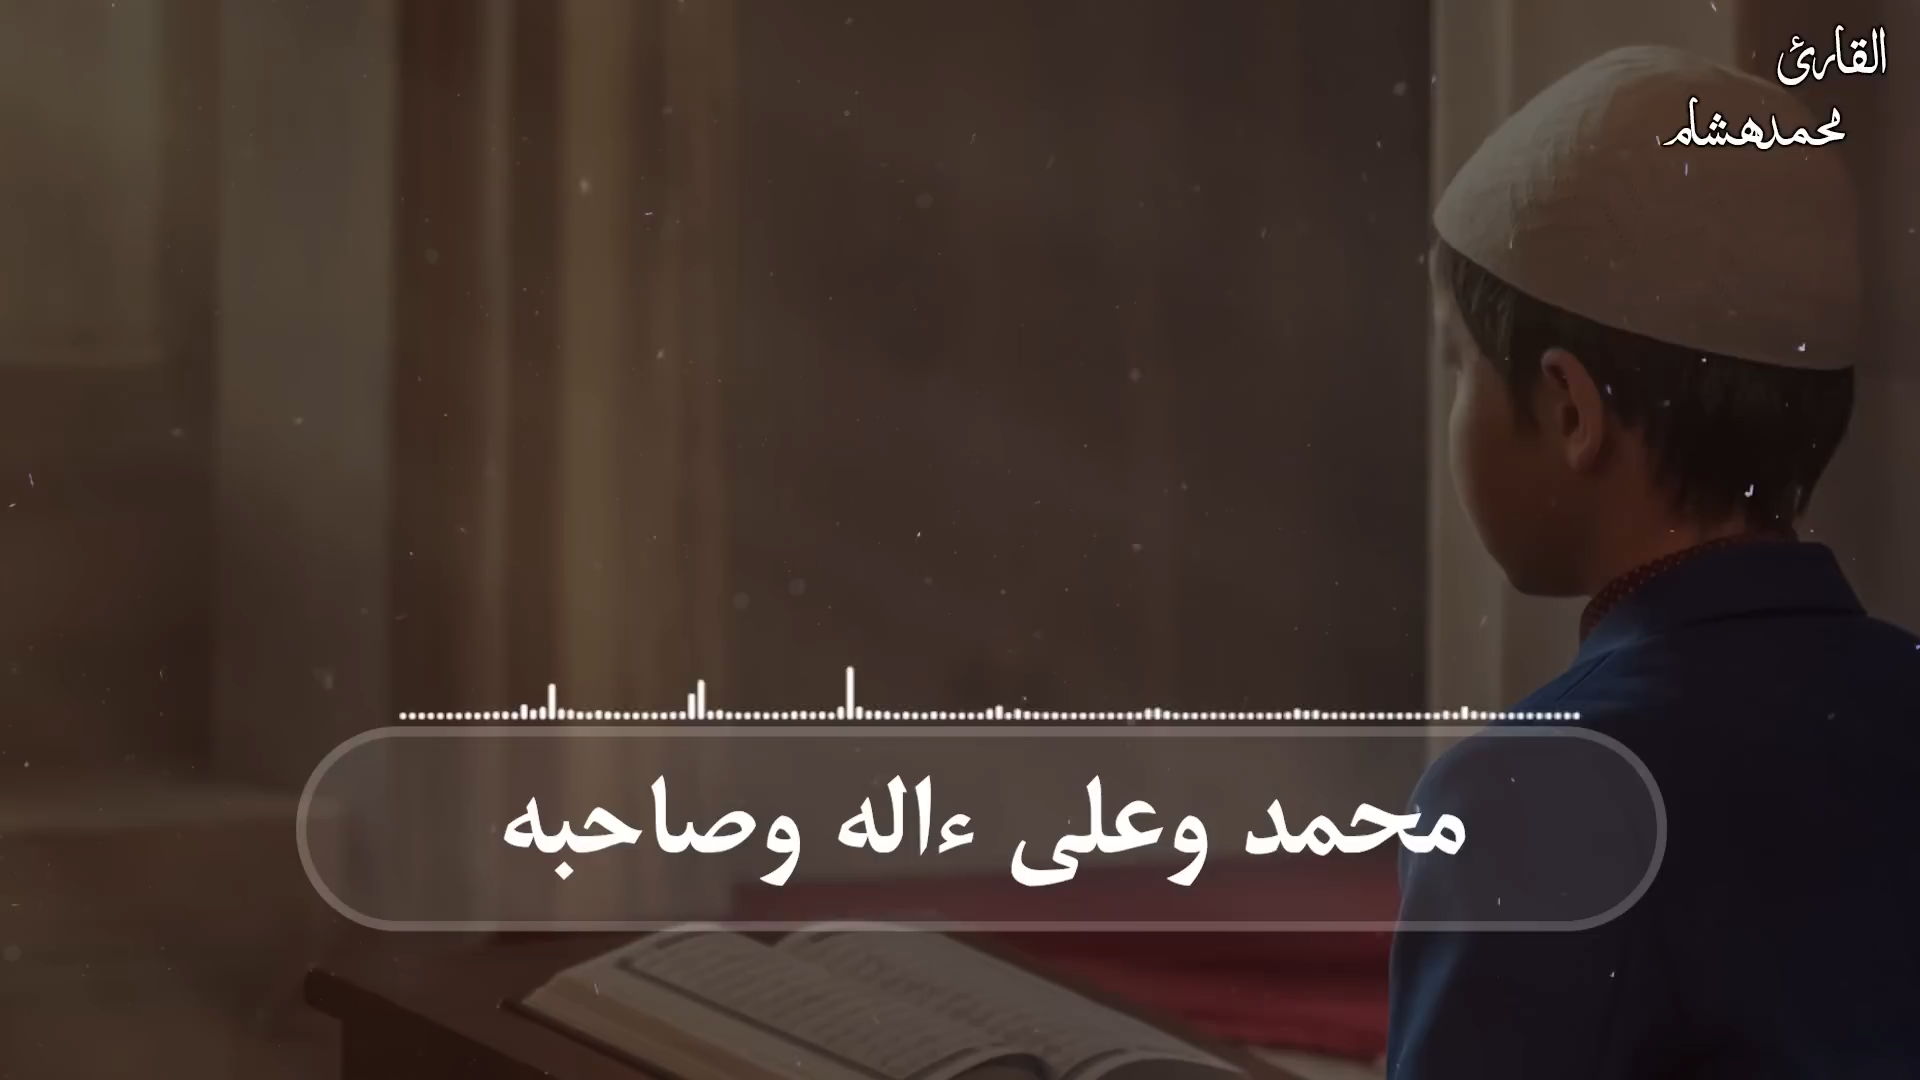 القارئ
محمدهشام
محمد وعلى ءاله وصاحبه